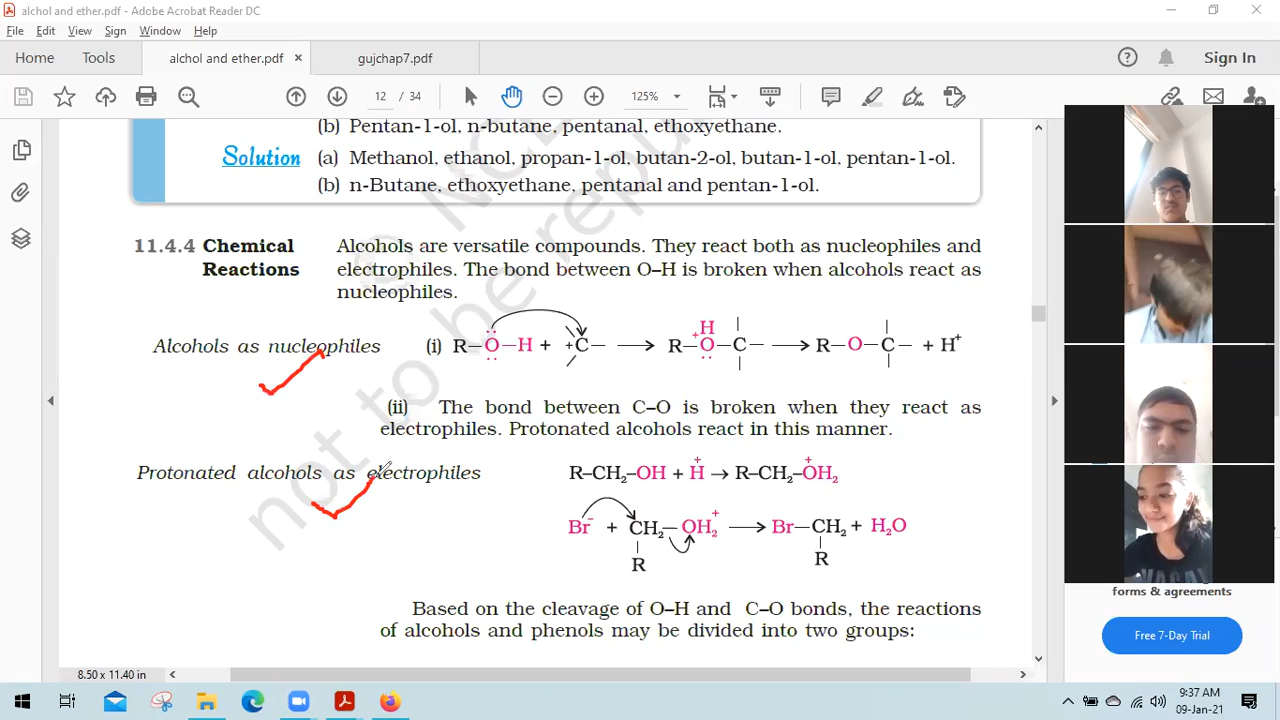 alchol and ether.pdf - Adobe Acrobat Reader DC
File Edit View Sign Window Help
Home Tools alchol and ether.pdf × gujchap7.pdf Sign In
12 / 34 125%
(b) Pentan-1-ol, n-butane, pentanal, ethoxyethane.
Solution (a) Methanol, ethanol, propan-1-ol, butan-2-ol, butan-1-ol, pentan-1-ol.
(b) n-Butane, ethoxyethane, pentanal and pentan-1-ol.
11.4.4 Chemical Reactions
Alcohols are versatile compounds. They react both as nucleophiles and
electrophiles. The bond between O–H is broken when alcohols react as
nucleophiles.
Alcohols as nucleophiles (i) R–O–H + +C– → R–O+(H)–C– → R–O–C– + H+
(ii) The bond between C–O is broken when they react as
electrophiles. Protonated alcohols react in this manner.
Protonated alcohols as electrophiles R–CH2–OH + H+ → R–CH2–OH2+
Br– + CH2–OH2+ → Br–CH2 + H2O
R R
Based on the cleavage of O–H and C–O bonds, the reactions
of alcohols and phenols may be divided into two groups:
© NC
not to be repu
forms & agreements
Free 7-Day Trial
8.50 x 11.40 in
9:37 AM
09-Jan-21